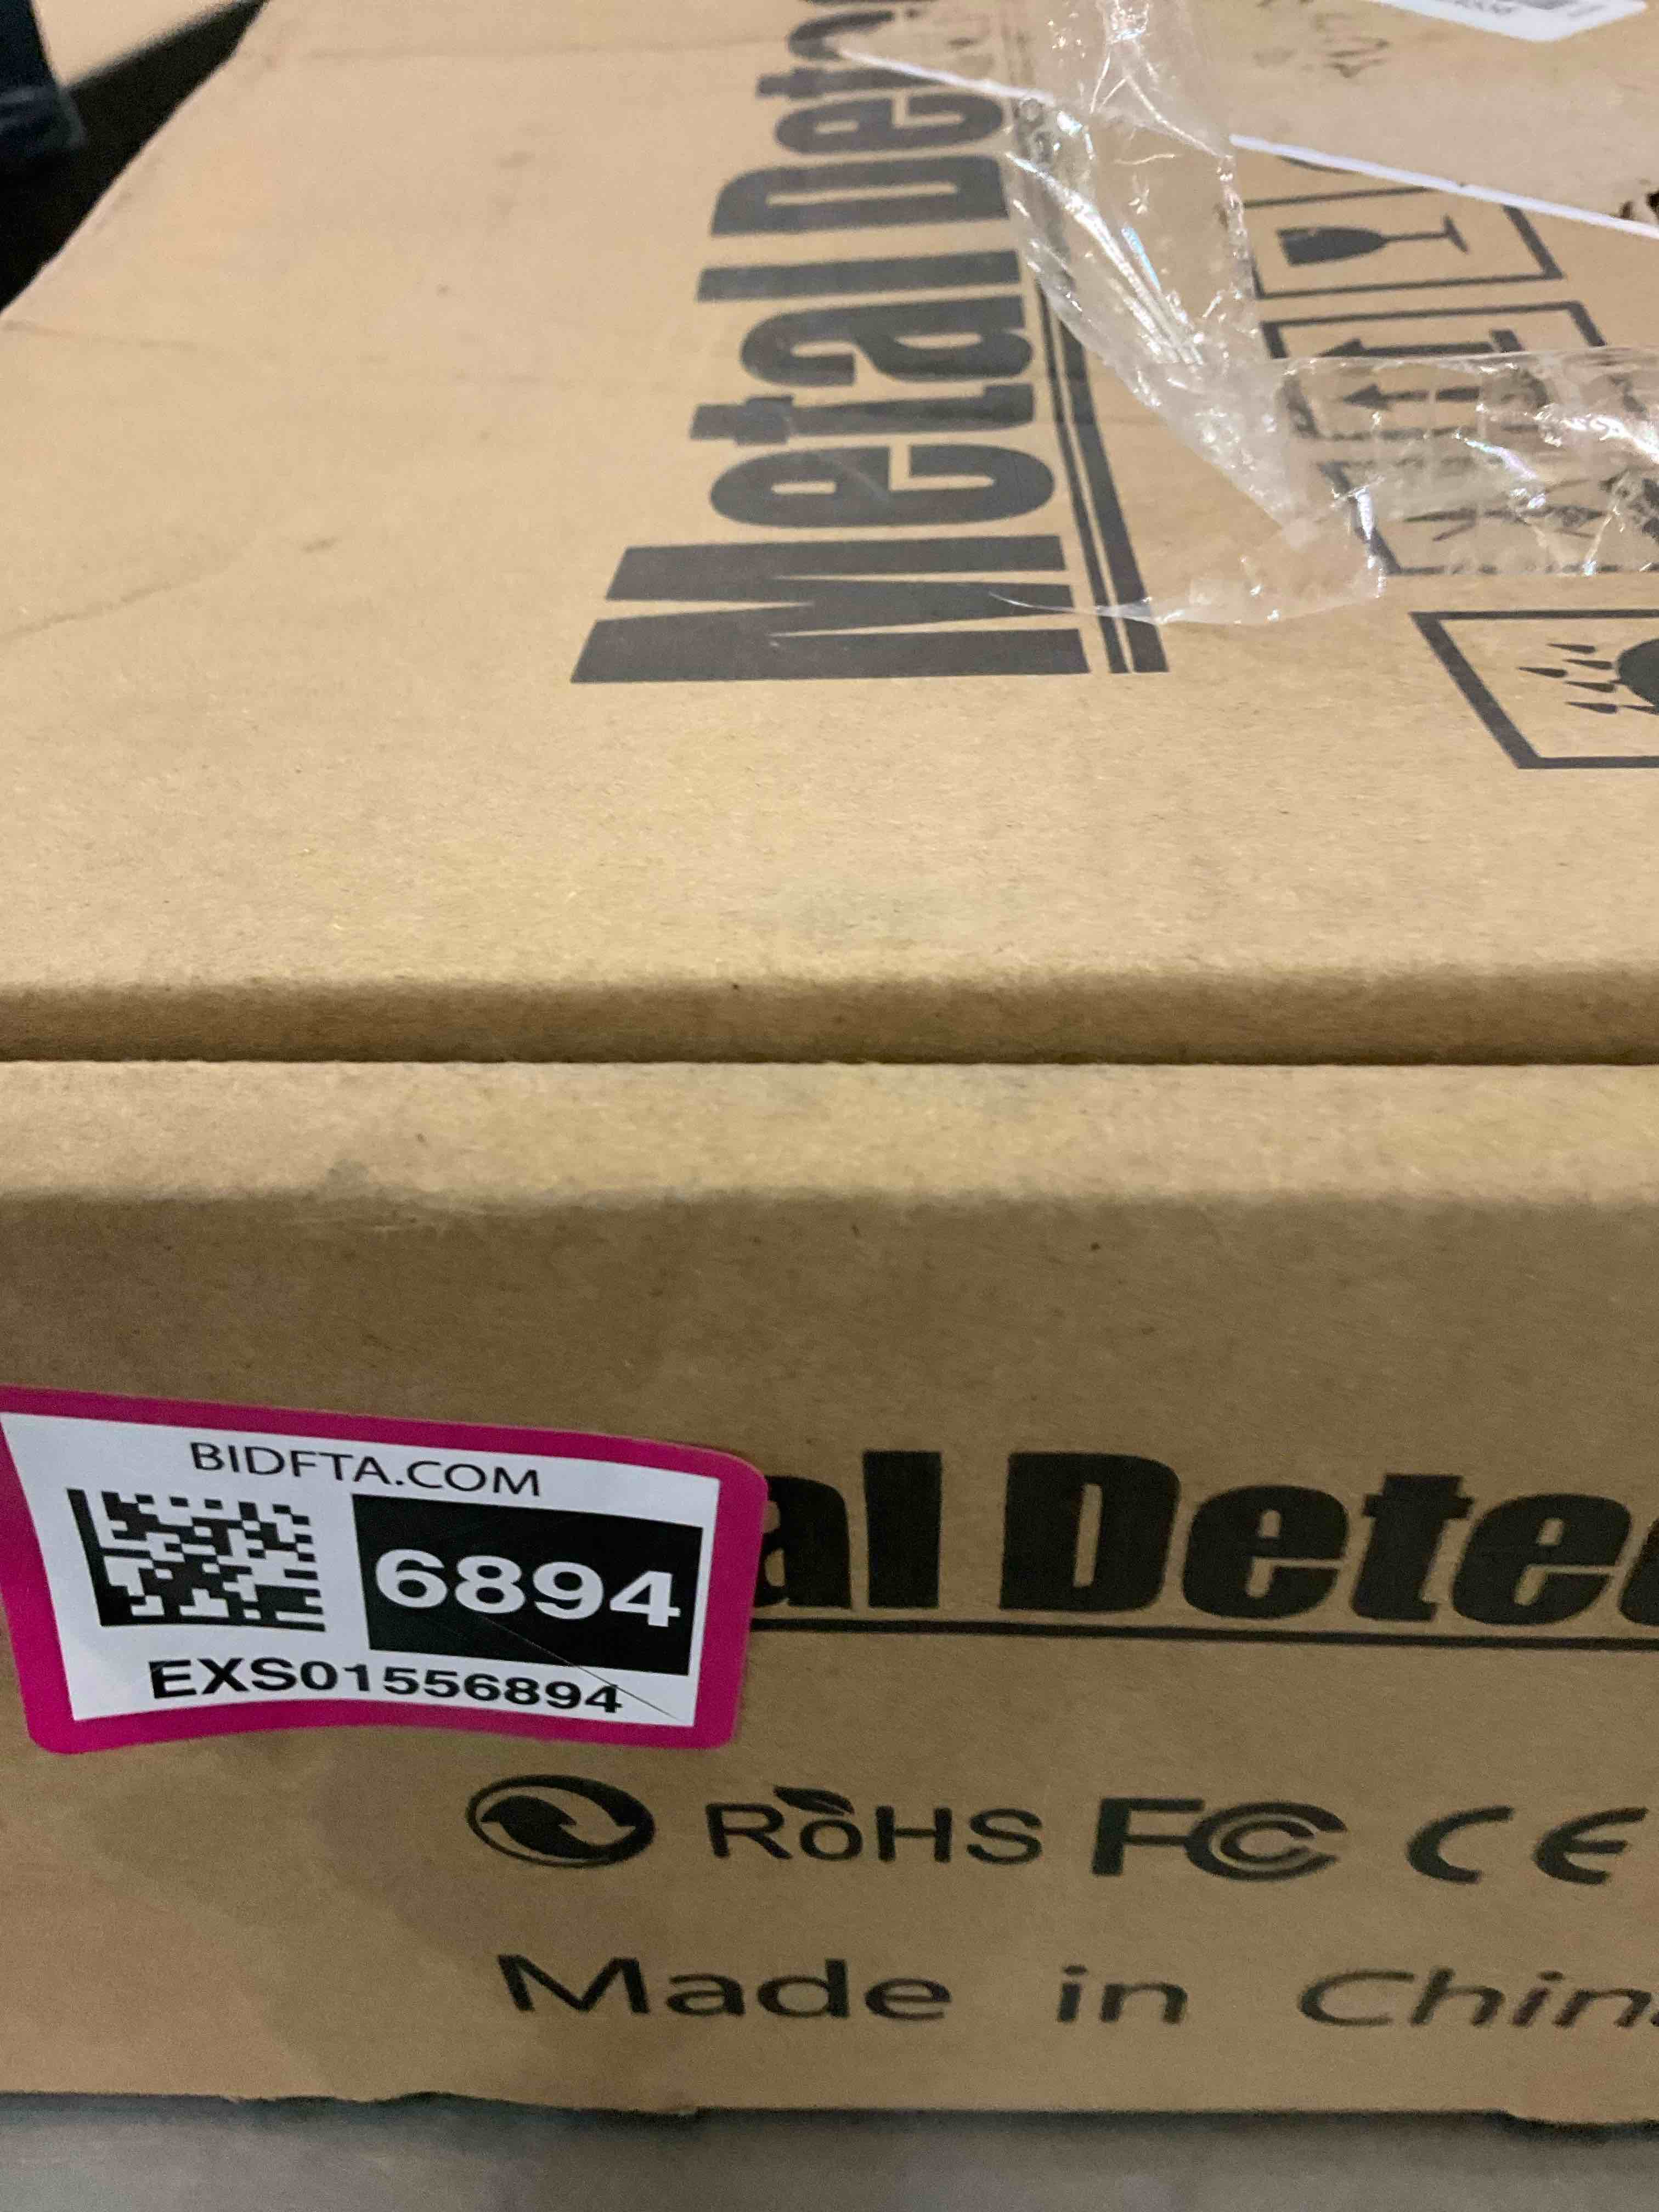 Metal Dete
BIDFTA.COM
6894
EXS01556894
al Dete
RoHS FC CE
Made in Chin